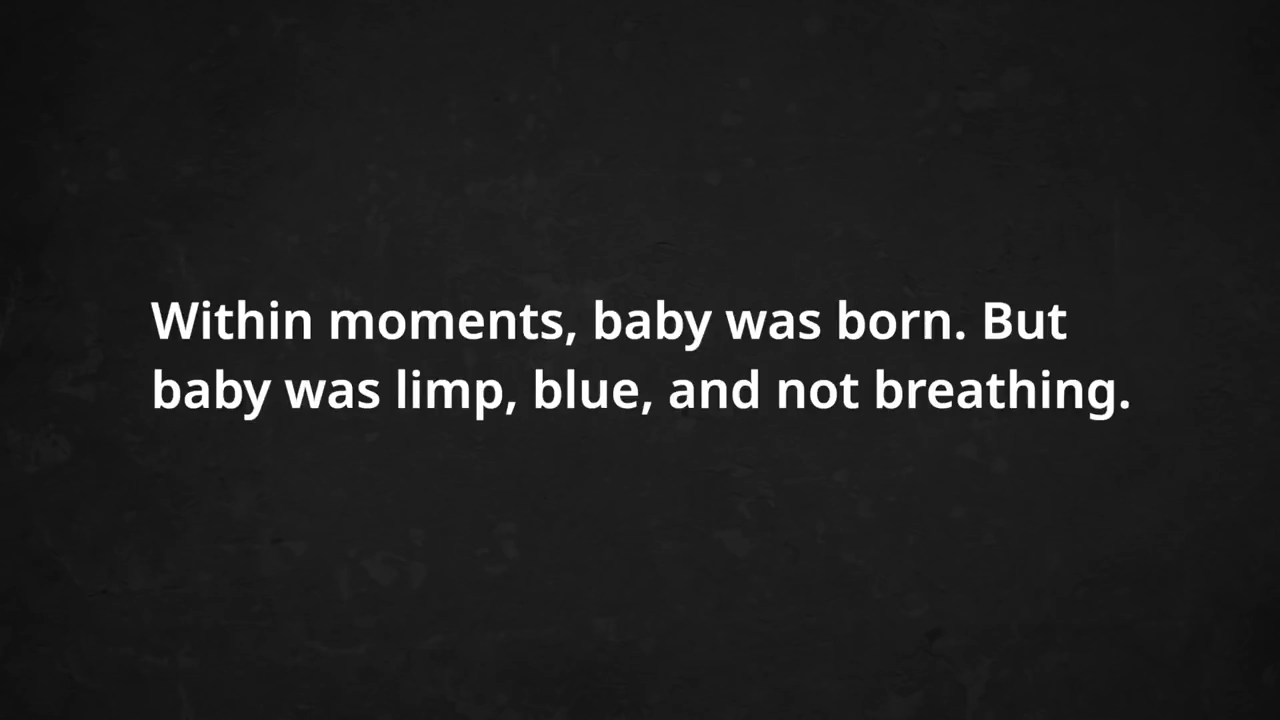 Within moments, baby was born. But
baby was limp, blue, and not breathing.